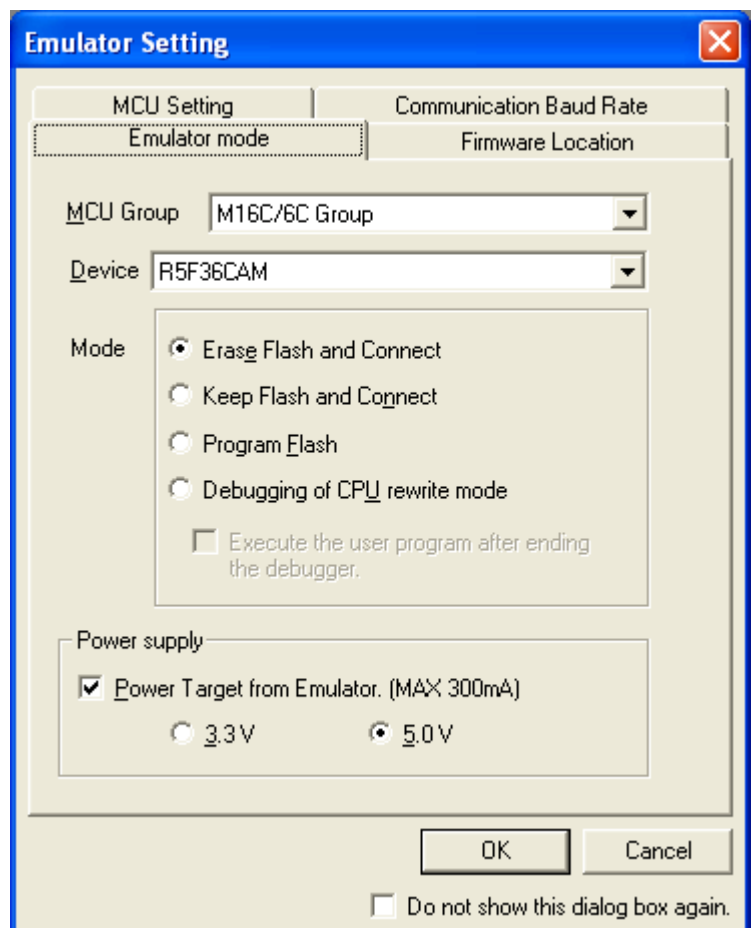 Emulator Setting
MCU Setting
Communication Baud Rate
Emulator mode
Firmware Location
MCU Group
M16C/6C Group
Device
R5F36CAM
Mode
Erase Flash and Connect
Keep Flash and Connect
Program Flash
Debugging of CPU rewrite mode
Execute the user program after ending
the debugger.
Power supply
Power Target from Emulator. (MAX 300mA)
3.3 V
5.0 V
OK
Cancel
Do not show this dialog box again.